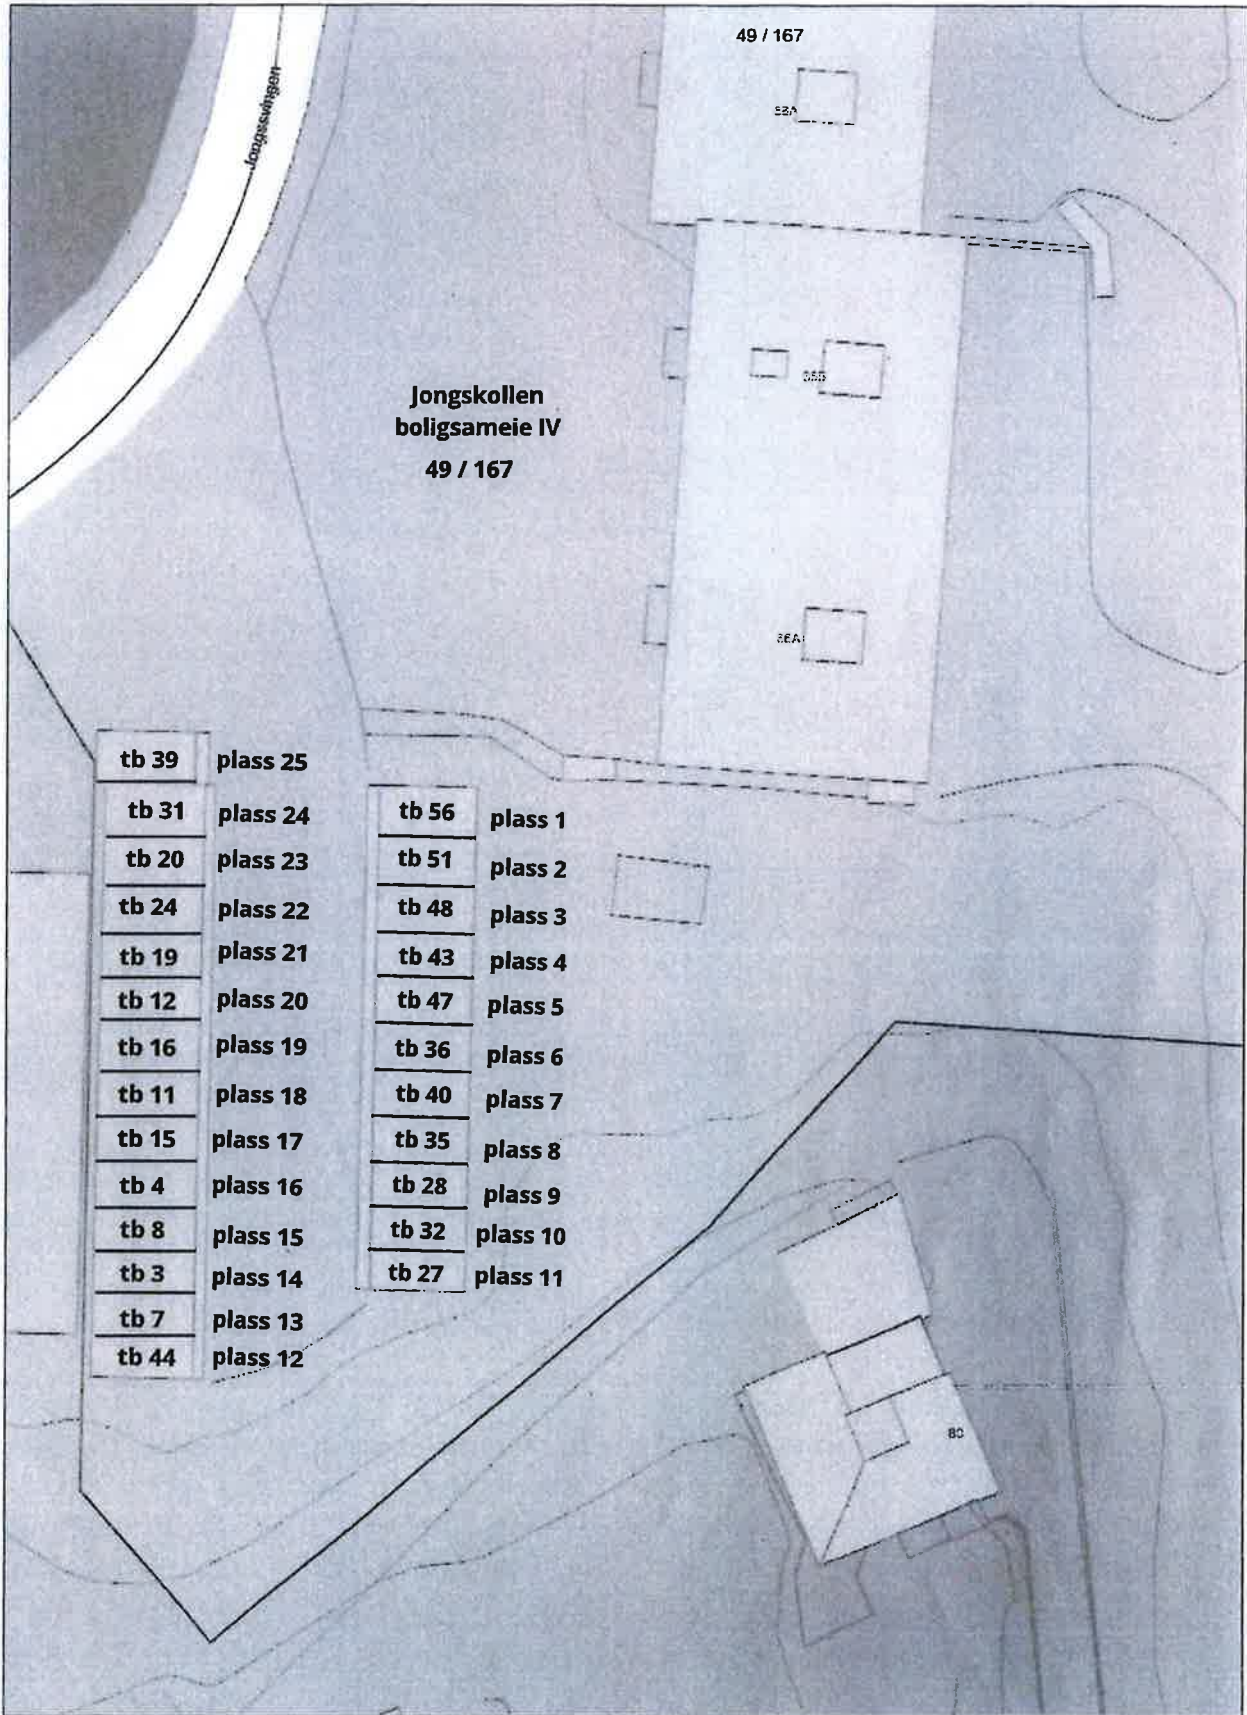 49 / 167
Jongssvingen
Jongskollen
boligsameie IV
49 / 167
tb 39 plass 25
tb 31 plass 24
tb 20 plass 23
tb 24 plass 22
tb 19 plass 21
tb 12 plass 20
tb 16 plass 19
tb 11 plass 18
tb 15 plass 17
tb 4 plass 16
tb 8 plass 15
tb 3 plass 14
tb 7 plass 13
tb 44 plass 12
tb 56 plass 1
tb 51 plass 2
tb 48 plass 3
tb 43 plass 4
tb 47 plass 5
tb 36 plass 6
tb 40 plass 7
tb 35 plass 8
tb 28 plass 9
tb 32 plass 10
tb 27 plass 11
80